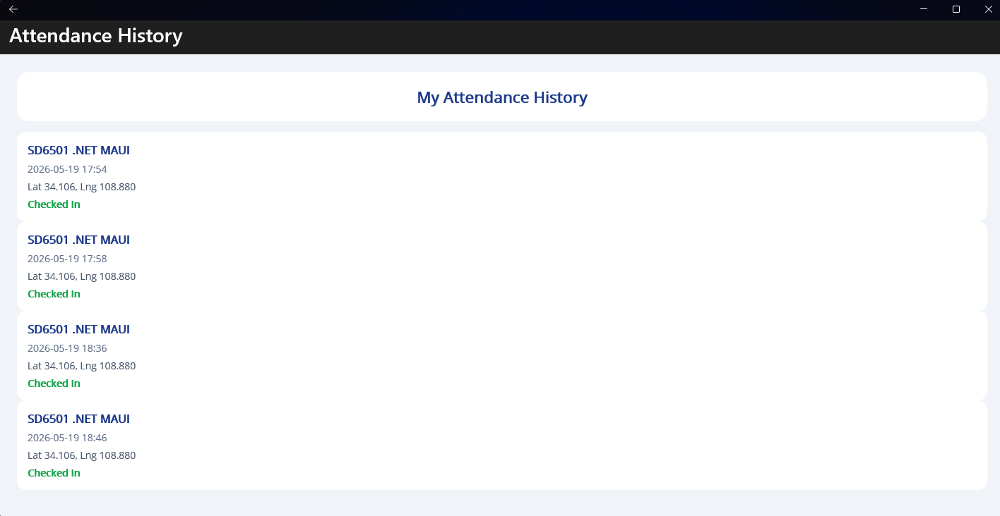 Attendance History
My Attendance History
SD6501 .NET MAUI
2026-05-19 17:54
Lat 34.106, Lng 108.880
Checked In
SD6501 .NET MAUI
2026-05-19 17:58
Lat 34.106, Lng 108.880
Checked In
SD6501 .NET MAUI
2026-05-19 18:36
Lat 34.106, Lng 108.880
Checked In
SD6501 .NET MAUI
2026-05-19 18:46
Lat 34.106, Lng 108.880
Checked In